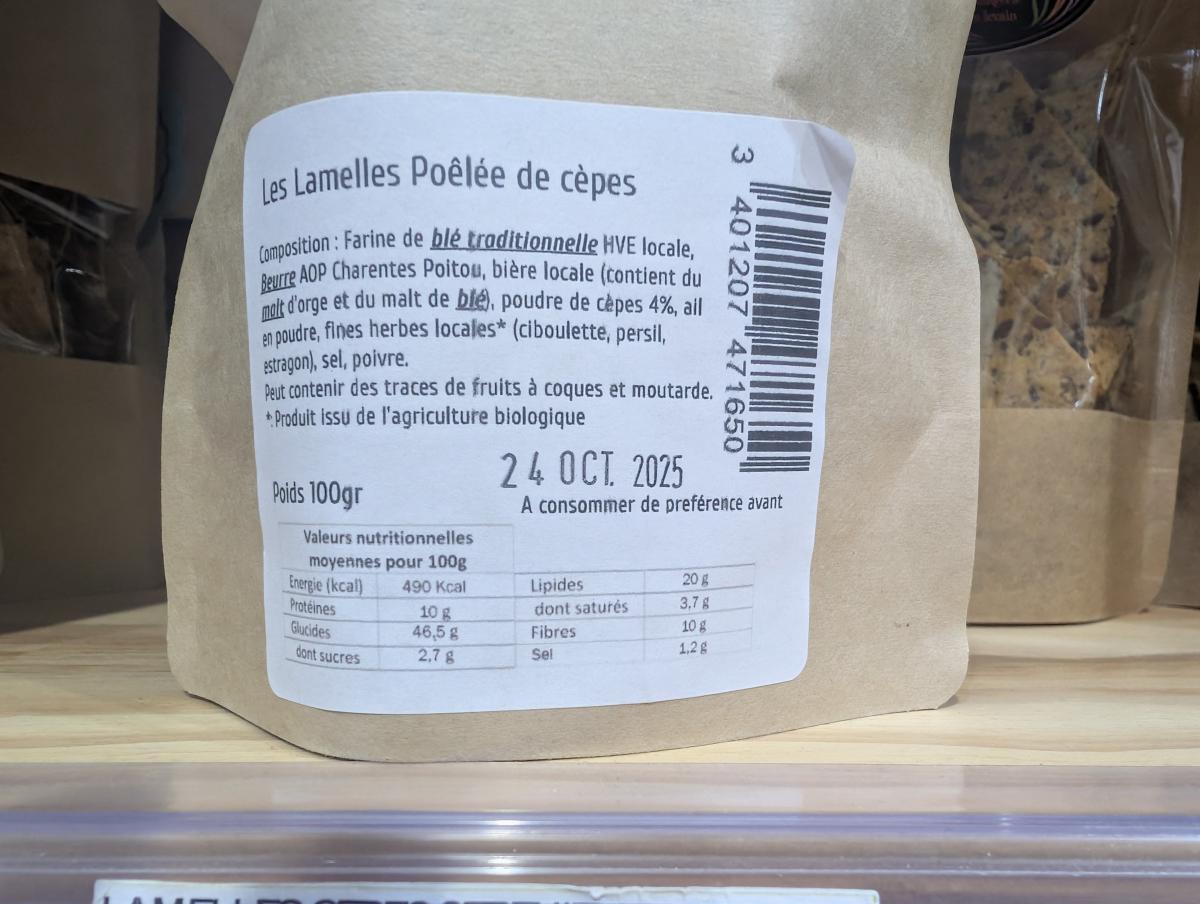 levain
Les Lamelles Poêlée de cèpes
Composition : Farine de blé traditionnelle HVE locale,
Beurre AOP Charentes Poitou, bière locale (contient du
malt d'orge et du malt de blé), poudre de cèpes 4%, ail
en poudre, fines herbes locales* (ciboulette, persil,
estragon), sel, poivre.
Peut contenir des traces de fruits à coques et moutarde.
*: Produit issu de l'agriculture biologique
3 401207 471650
24 OCT. 2025
Poids 100gr
A consommer de preférence avant
Valeurs nutritionnelles
moyennes pour 100g
Energie (kcal) 490 Kcal Lipides 20 g
Protéines 10 g dont saturés 3,7 g
Glucides 46,5 g Fibres 10 g
dont sucres 2,7 g Sel 1,2 g